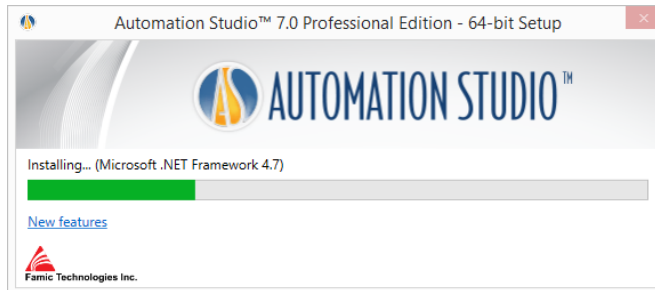 Automation Studio™ 7.0 Professional Edition - 64-bit Setup
AUTOMATION STUDIO™
Installing... (Microsoft .NET Framework 4.7)
New features
Famic Technologies Inc.